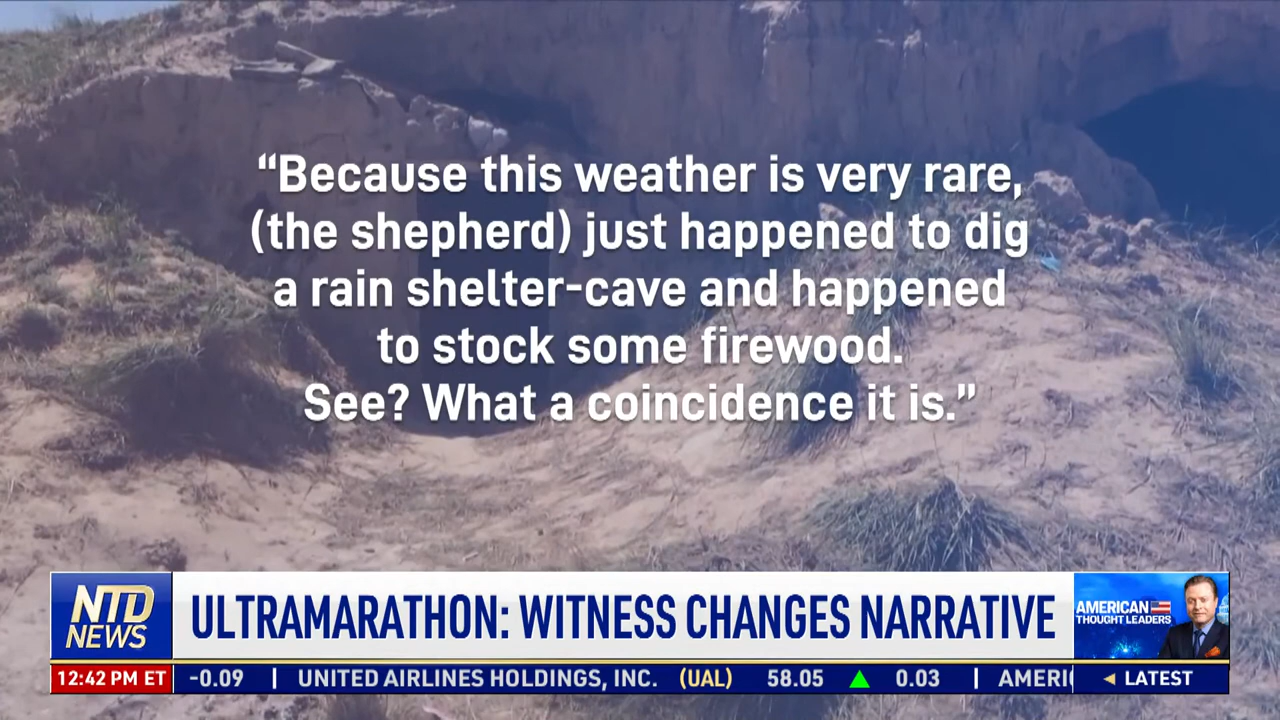 “Because this weather is very rare,
(the shepherd) just happened to dig
a rain shelter-cave and happened
to stock some firewood.
See? What a coincidence it is.”
NTD
NEWS
ULTRAMARATHON: WITNESS CHANGES NARRATIVE
AMERICAN
THOUGHT LEADERS
12:42 PM ET
-0.09 | UNITED AIRLINES HOLDINGS, INC. (UAL) 58.05 ▲ 0.03 | AMERI
◄ LATEST